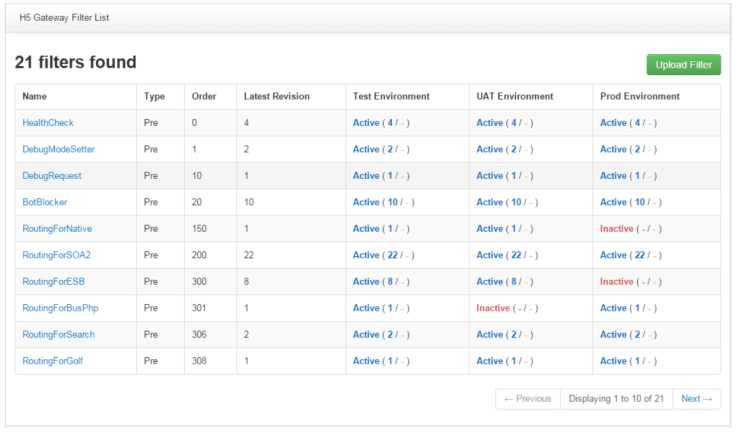 H5 Gateway Filter List
21 filters found
Upload Filter
Name Type Order Latest Revision Test Environment UAT Environment Prod Environment
HealthCheck Pre 0 4 Active ( 4 / - ) Active ( 4 / - ) Active ( 4 / - )
DebugModeSetter Pre 1 2 Active ( 2 / - ) Active ( 2 / - ) Active ( 2 / - )
DebugRequest Pre 10 1 Active ( 1 / - ) Active ( 1 / - ) Active ( 1 / - )
BotBlocker Pre 20 10 Active ( 10 / - ) Active ( 10 / - ) Active ( 10 / - )
RoutingForNative Pre 150 1 Active ( 1 / - ) Active ( 1 / - ) Inactive ( - / - )
RoutingForSOA2 Pre 200 22 Active ( 22 / - ) Active ( 22 / - ) Active ( 22 / - )
RoutingForESB Pre 300 8 Active ( 8 / - ) Active ( 8 / - ) Inactive ( - / - )
RoutingForBusPhp Pre 301 1 Active ( 1 / - ) Inactive ( - / - ) Active ( 1 / - )
RoutingForSearch Pre 306 2 Active ( 2 / - ) Active ( 2 / - ) Active ( 2 / - )
RoutingForGolf Pre 308 1 Active ( 1 / - ) Active ( 1 / - ) Active ( 1 / - )
← Previous Displaying 1 to 10 of 21 Next →